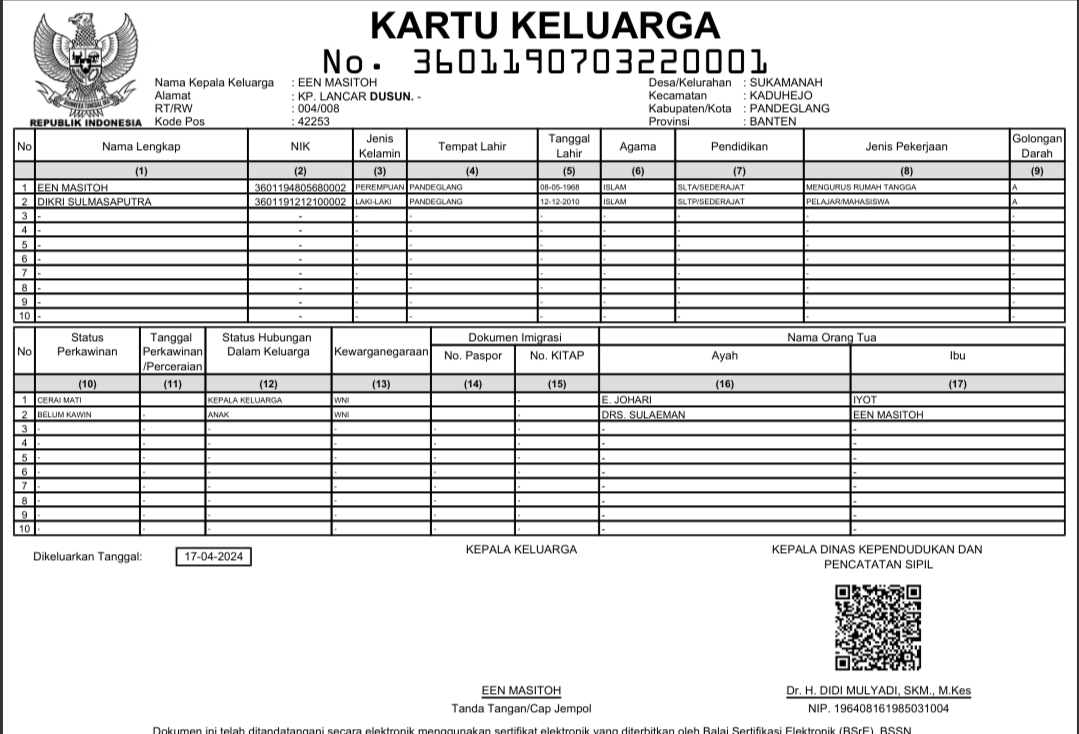 KARTU KELUARGA
No. 3601190703220001
Nama Kepala Keluarga : EEN MASITOH
Alamat : KP. LANCAR DUSUN. -
RT/RW : 004/008
Kode Pos : 42253
Desa/Kelurahan : SUKAMANAH
Kecamatan : KADUHEJO
Kabupaten/Kota : PANDEGLANG
Provinsi : BANTEN
REPUBLIK INDONESIA
No Nama Lengkap NIK Jenis Kelamin Tempat Lahir Tanggal Lahir Agama Pendidikan Jenis Pekerjaan Golongan Darah
(1) (2) (3) (4) (5) (6) (7) (8) (9)
1 EEN MASITOH 3601194805680002 PEREMPUAN PANDEGLANG 08-05-1968 ISLAM SLTA/SEDERAJAT MENGURUS RUMAH TANGGA A
2 DIKRI SULMASAPUTRA 3601191212100002 LAKI-LAKI PANDEGLANG 12-12-2010 ISLAM SLTP/SEDERAJAT PELAJAR/MAHASISWA A
3 - - - - - - - - -
4 - - - - - - - - -
5 - - - - - - - - -
6 - - - - - - - - -
7 - - - - - - - - -
8 - - - - - - - - -
9 - - - - - - - - -
10 - - - - - - - - -
No Status Perkawinan Tanggal Perkawinan /Perceraian Status Hubungan Dalam Keluarga Kewarganegaraan Dokumen Imigrasi Nama Orang Tua
No. Paspor No. KITAP Ayah Ibu
(10) (11) (12) (13) (14) (15) (16) (17)
1 CERAI MATI KEPALA KELUARGA WNI - E. JOHARI IYOT
2 BELUM KAWIN - ANAK WNI - DRS. SULAEMAN EEN MASITOH
3 - - - - - - - -
4 - - - - - - - -
5 - - - - - - - -
6 - - - - - - - -
7 - - - - - - - -
8 - - - - - - - -
9 - - - - - - - -
10 - - - - - - - -
Dikeluarkan Tanggal: 17-04-2024
KEPALA KELUARGA
EEN MASITOH
Tanda Tangan/Cap Jempol
KEPALA DINAS KEPENDUDUKAN DAN
PENCATATAN SIPIL
Dr. H. DIDI MULYADI, SKM., M.Kes
NIP. 196408161985031004
Dokumen ini telah ditandatangani secara elektronik menggunakan sertifikat elektronik yang diterbitkan oleh Balai Sertifikasi Elektronik (BSrE), BSSN